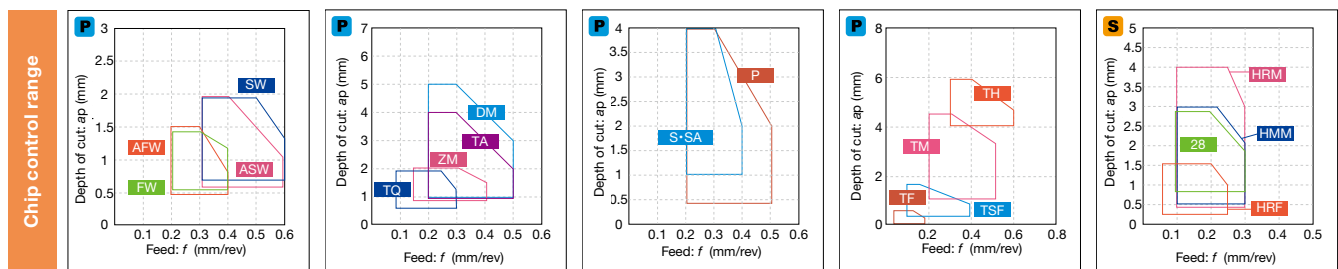 Chip control range
P
Depth of cut: ap (mm)
3
2.5
2
1.5
1
0.5
0
SW
AFW
ASW
FW
0.1 0.2 0.3 0.4 0.5 0.6
Feed: f (mm/rev)
P
Depth of cut: ap (mm)
7
6
5
4
3
2
1
0
DM
TA
ZM
TQ
0.1 0.2 0.3 0.4 0.5 0.6
Feed: f (mm/rev)
P
Depth of cut: ap (mm)
4
3.5
3
2.5
2
1.5
1
0.5
0
P
S•SA
0.1 0.2 0.3 0.4 0.5 0.6
Feed: f (mm/rev)
P
Depth of cut: ap (mm)
8
6
4
2
0
TH
TM
TF
TSF
0.2 0.4 0.6 0.8
Feed: f (mm/rev)
S
Depth of cut: ap (mm)
5
4.5
4
3.5
3
2.5
2
1.5
1
0.5
0
HRM
HMM
28
HRF
0.1 0.2 0.3 0.4 0.5
Feed: f (mm/rev)